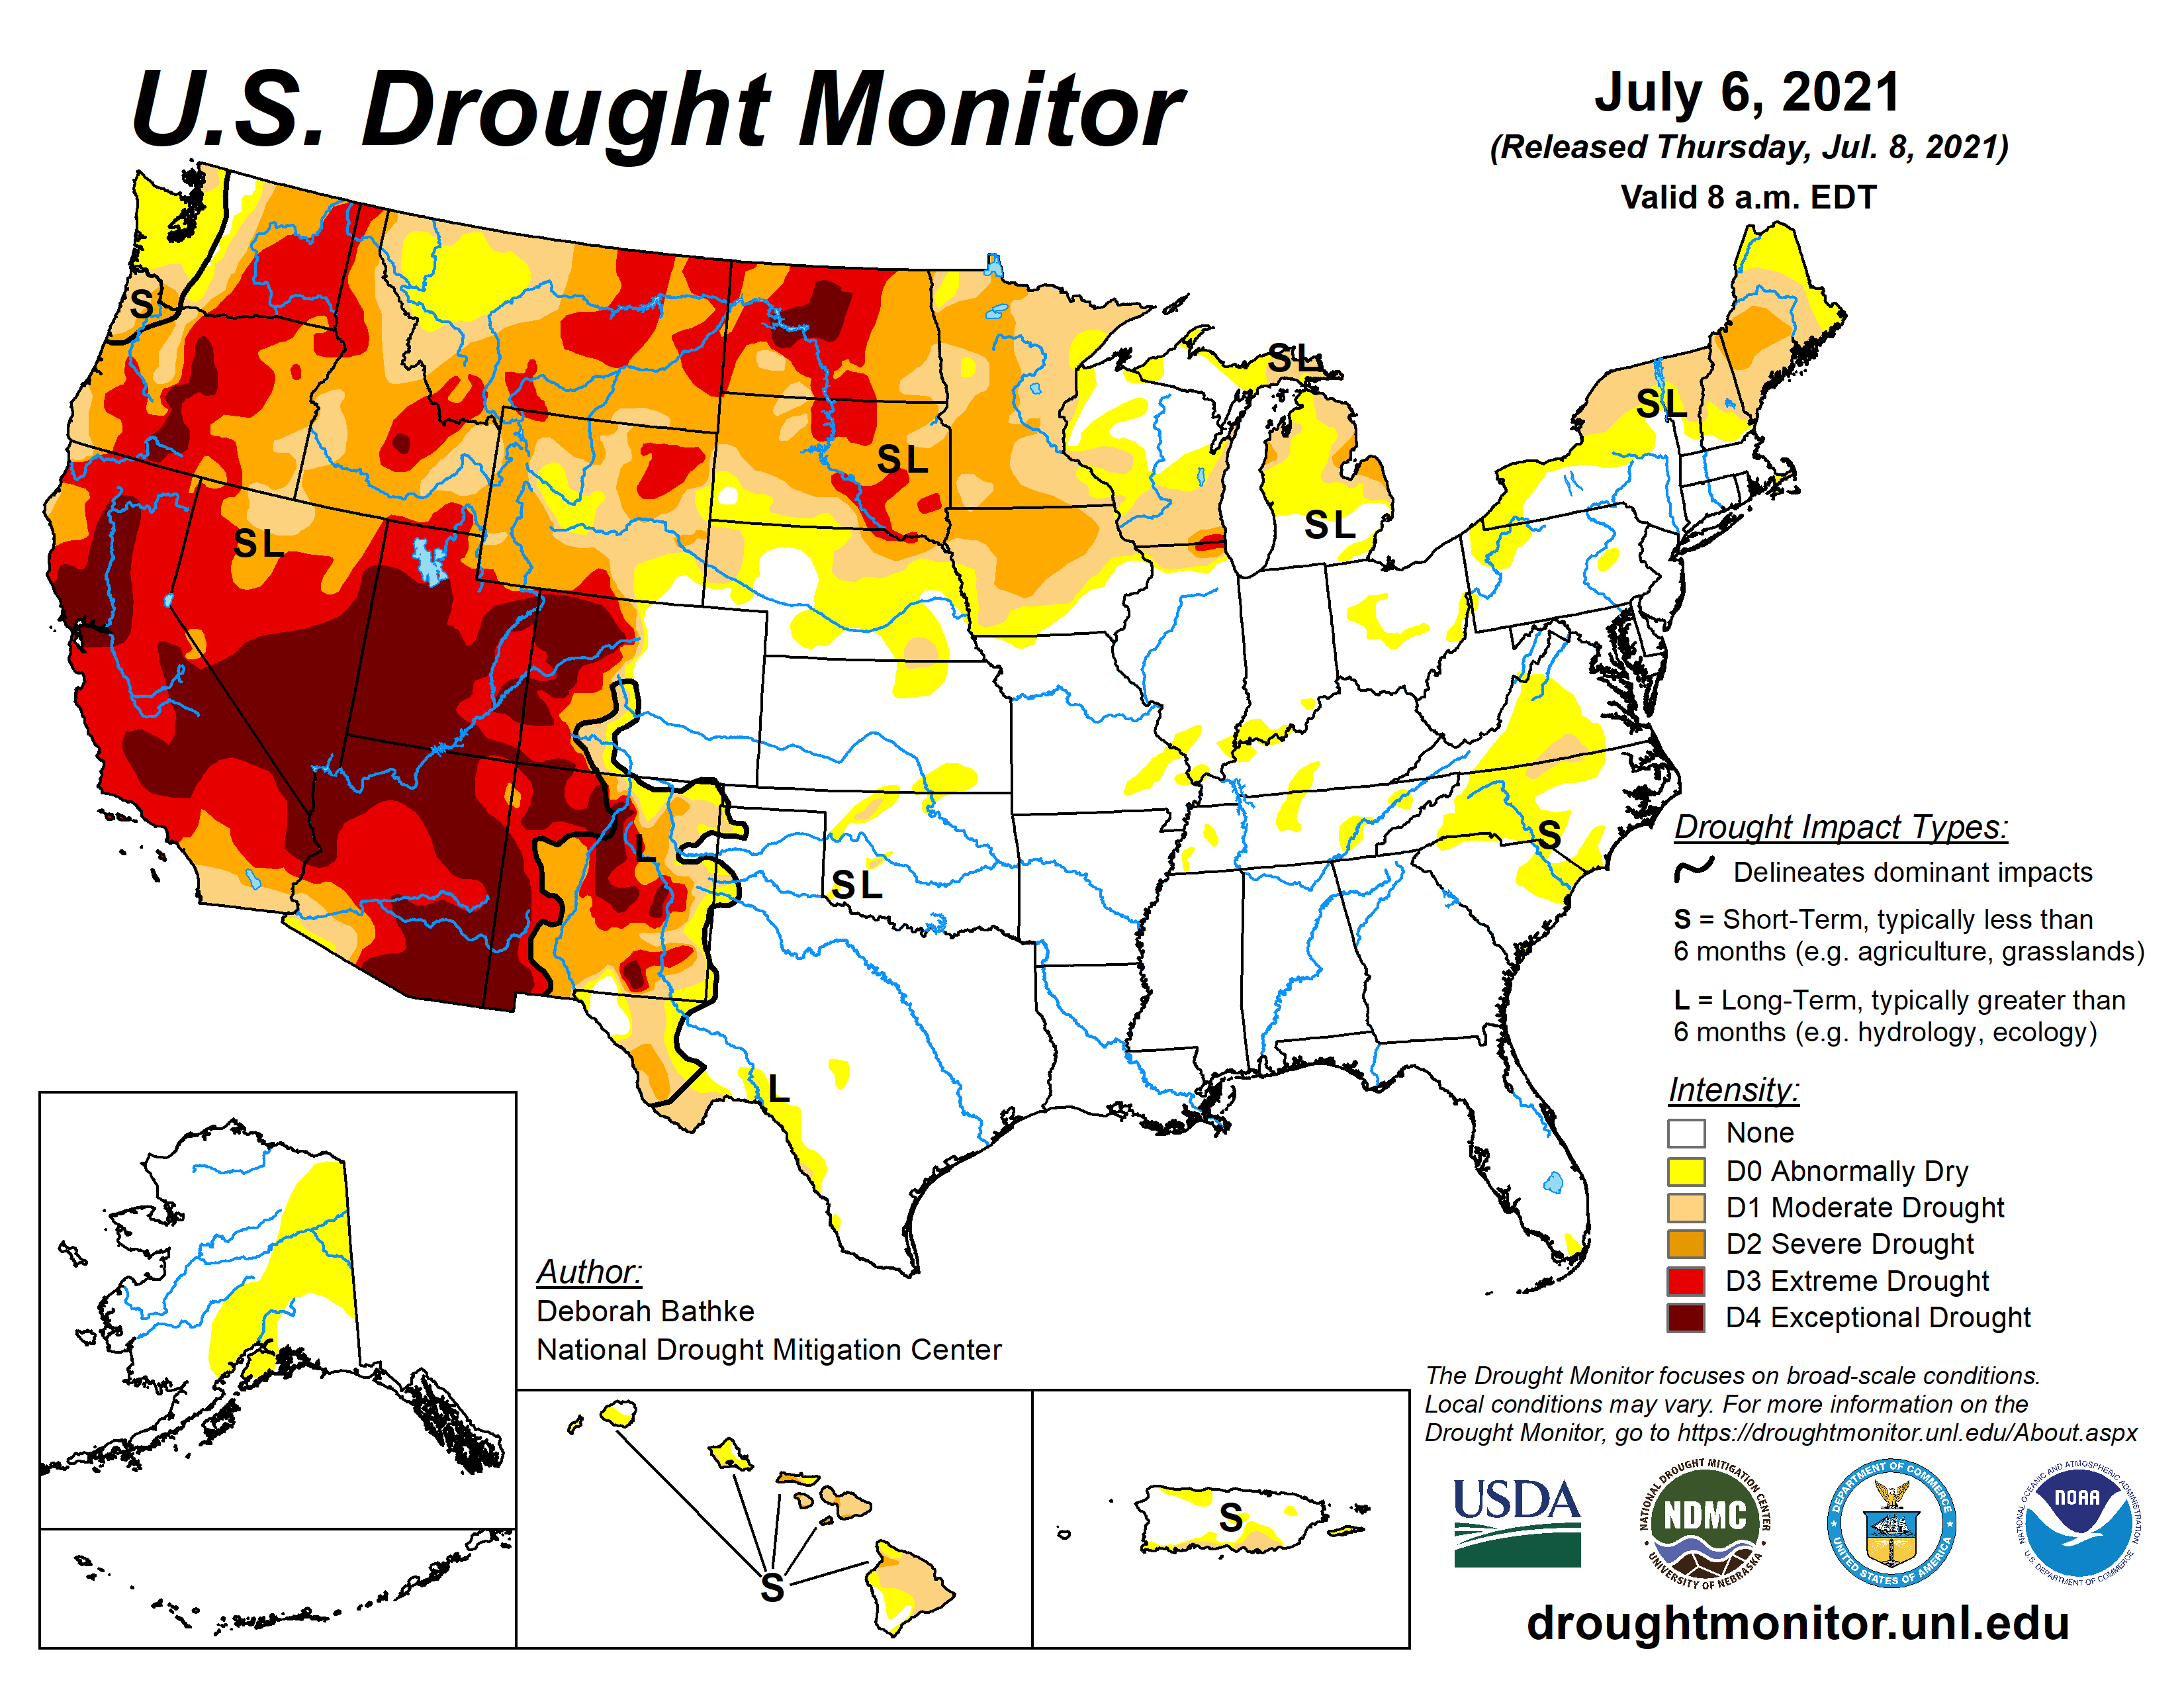 U.S. Drought Monitor
July 6, 2021
(Released Thursday, Jul. 8, 2021)
Valid 8 a.m. EDT
S
SL
SL
SL
SL
SL
S
L
SL
L
Drought Impact Types:
Delineates dominant impacts
S = Short-Term, typically less than
6 months (e.g. agriculture, grasslands)
L = Long-Term, typically greater than
6 months (e.g. hydrology, ecology)
Intensity:
None
D0 Abnormally Dry
D1 Moderate Drought
D2 Severe Drought
D3 Extreme Drought
D4 Exceptional Drought
Author:
Deborah Bathke
National Drought Mitigation Center
S
S
The Drought Monitor focuses on broad-scale conditions.
Local conditions may vary. For more information on the
Drought Monitor, go to https://droughtmonitor.unl.edu/About.aspx
USDA
NATIONAL DROUGHT MITIGATION CENTER
NDMC
UNIVERSITY OF NEBRASKA
DEPARTMENT OF COMMERCE
UNITED STATES OF AMERICA
NATIONAL OCEANIC AND ATMOSPHERIC ADMINISTRATION
NOAA
U.S. DEPARTMENT OF COMMERCE
droughtmonitor.unl.edu